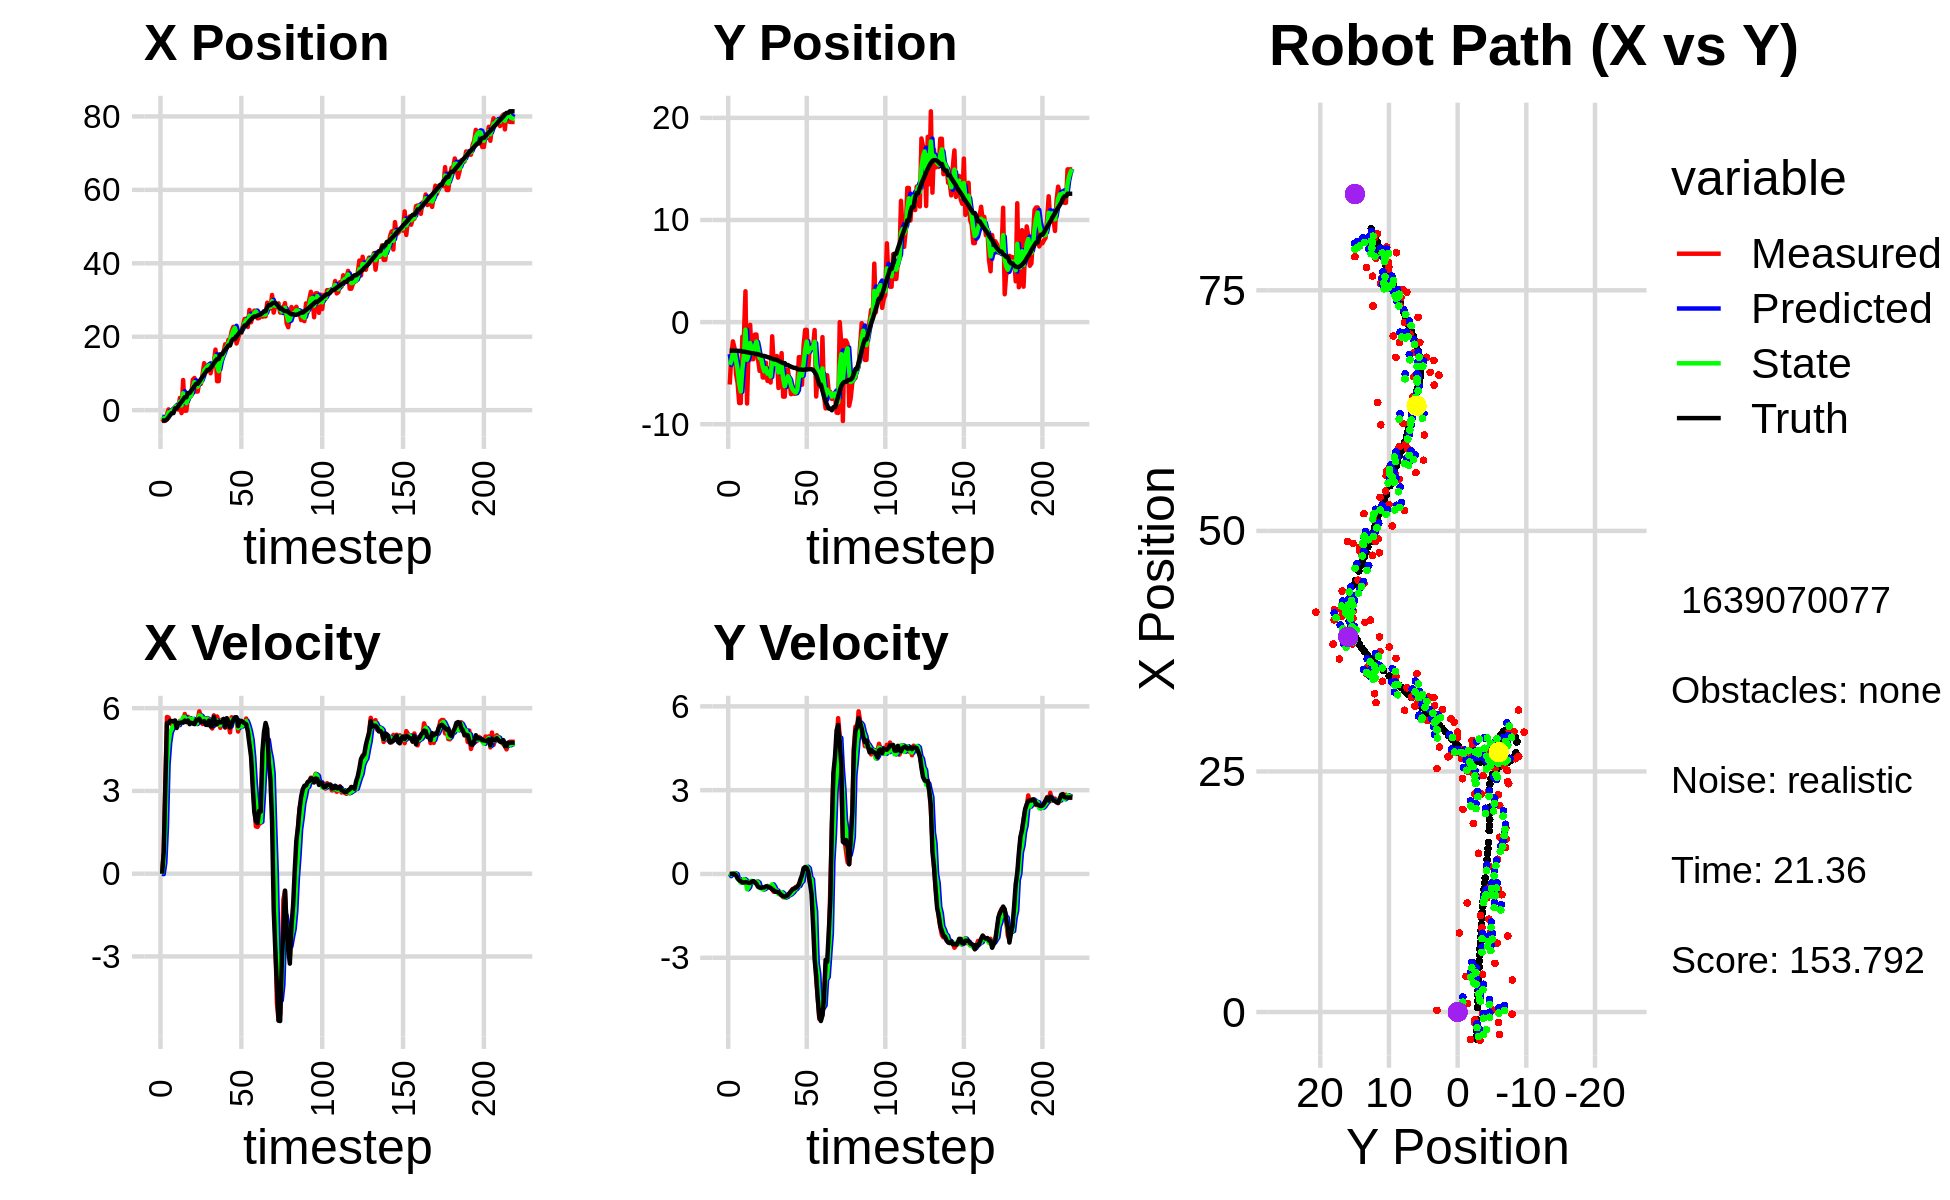 X Position
80
60
40
20
0
0 50 100 150 200
timestep
Y Position
20
10
0
-10
0 50 100 150 200
timestep
X Velocity
6
3
0
-3
0 50 100 150 200
timestep
Y Velocity
6
3
0
-3
0 50 100 150 200
timestep
Robot Path (X vs Y)
X Position
75
50
25
0
20 10 0 -10 -20
Y Position
variable
Measured
Predicted
State
Truth
1639070077
Obstacles: none
Noise: realistic
Time: 21.36
Score: 153.792